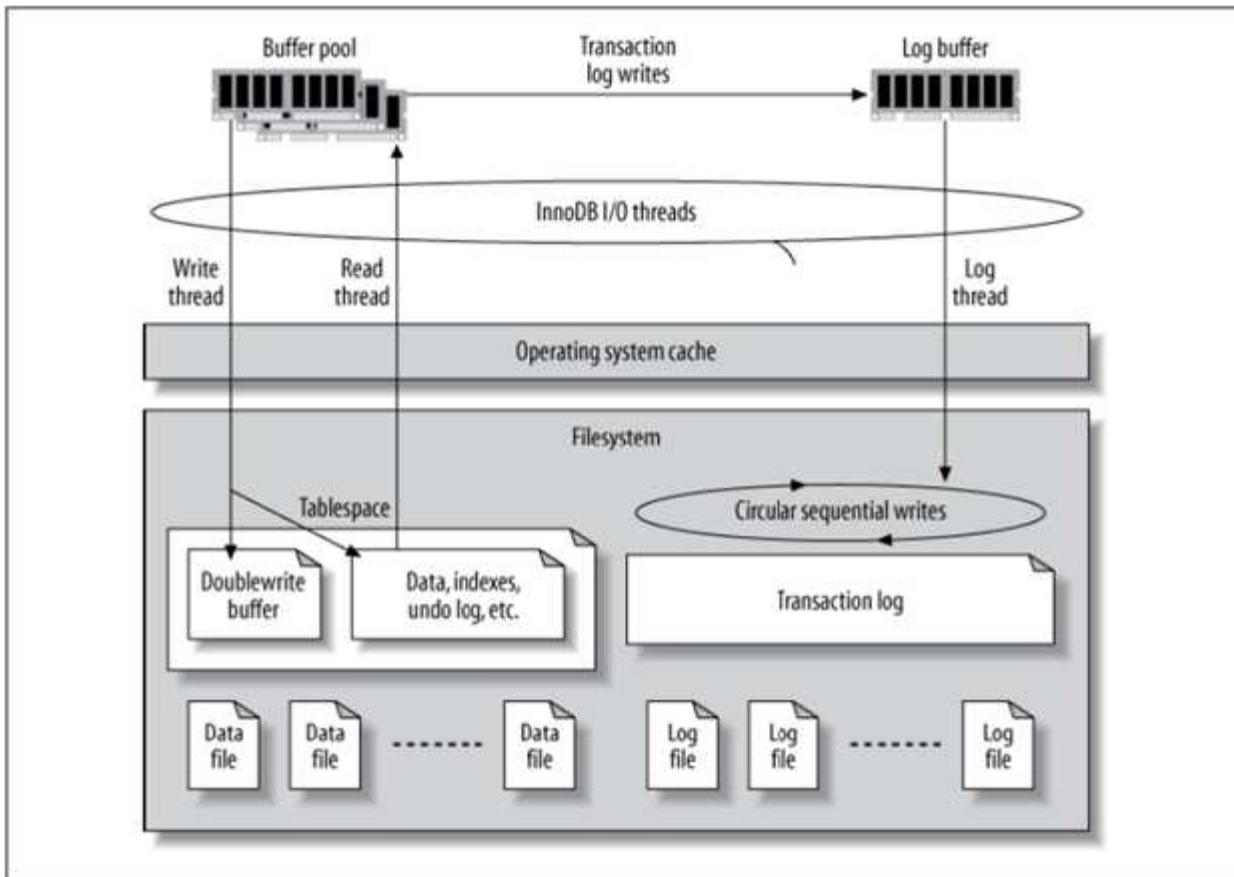 Buffer pool
Transaction
log writes
Log buffer
InnoDB I/O threads
Write
thread
Read
thread
Log
thread
Operating system cache
Filesystem
Tablespace
Circular sequential writes
Doublewrite
buffer
Data, indexes,
undo log, etc.
Transaction log
Data
file
Data
file
Data
file
Log
file
Log
file
Log
file